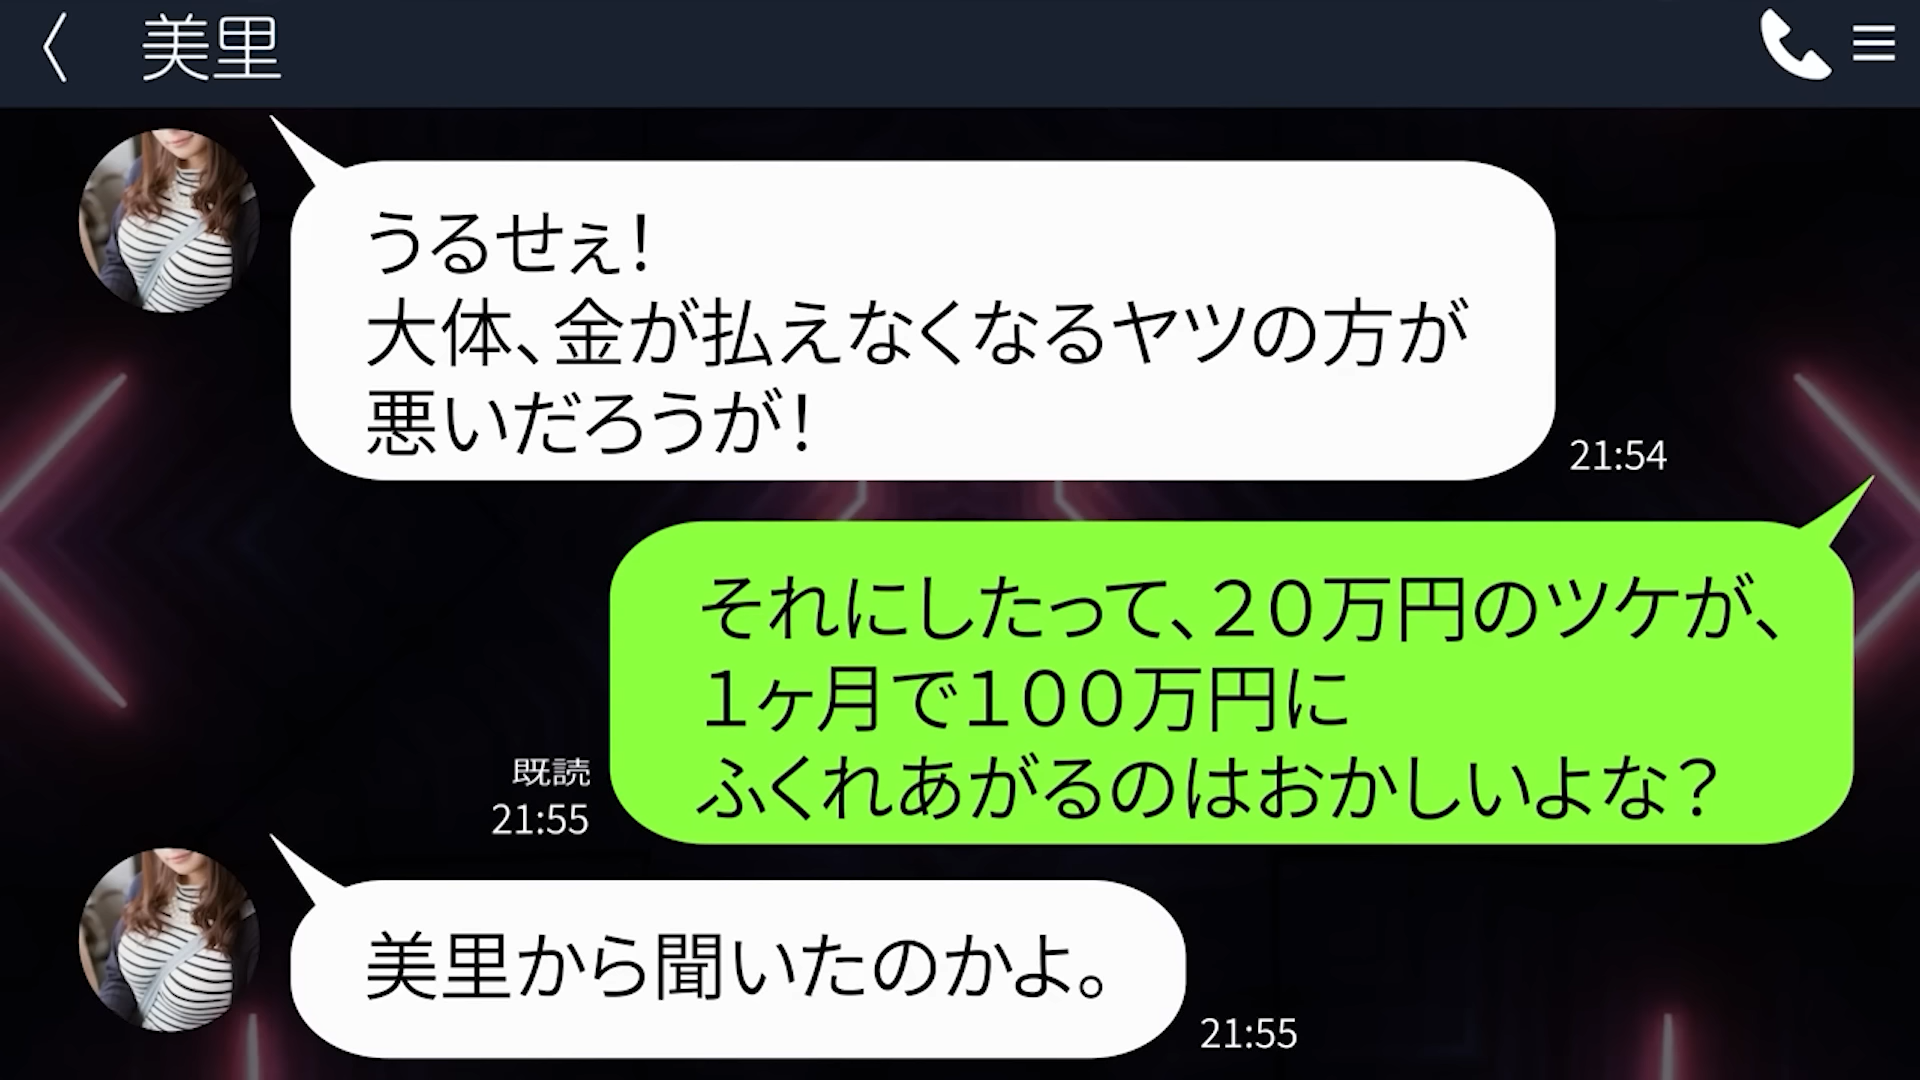 美里
うるせぇ！
大体、金が払えなくなるヤツの方が
悪いだろうが！
21:54
それにしたって、２０万円のツケが、
１ヶ月で１００万円に
ふくれあがるのはおかしいよな？
既読
21:55
美里から聞いたのかよ。
21:55